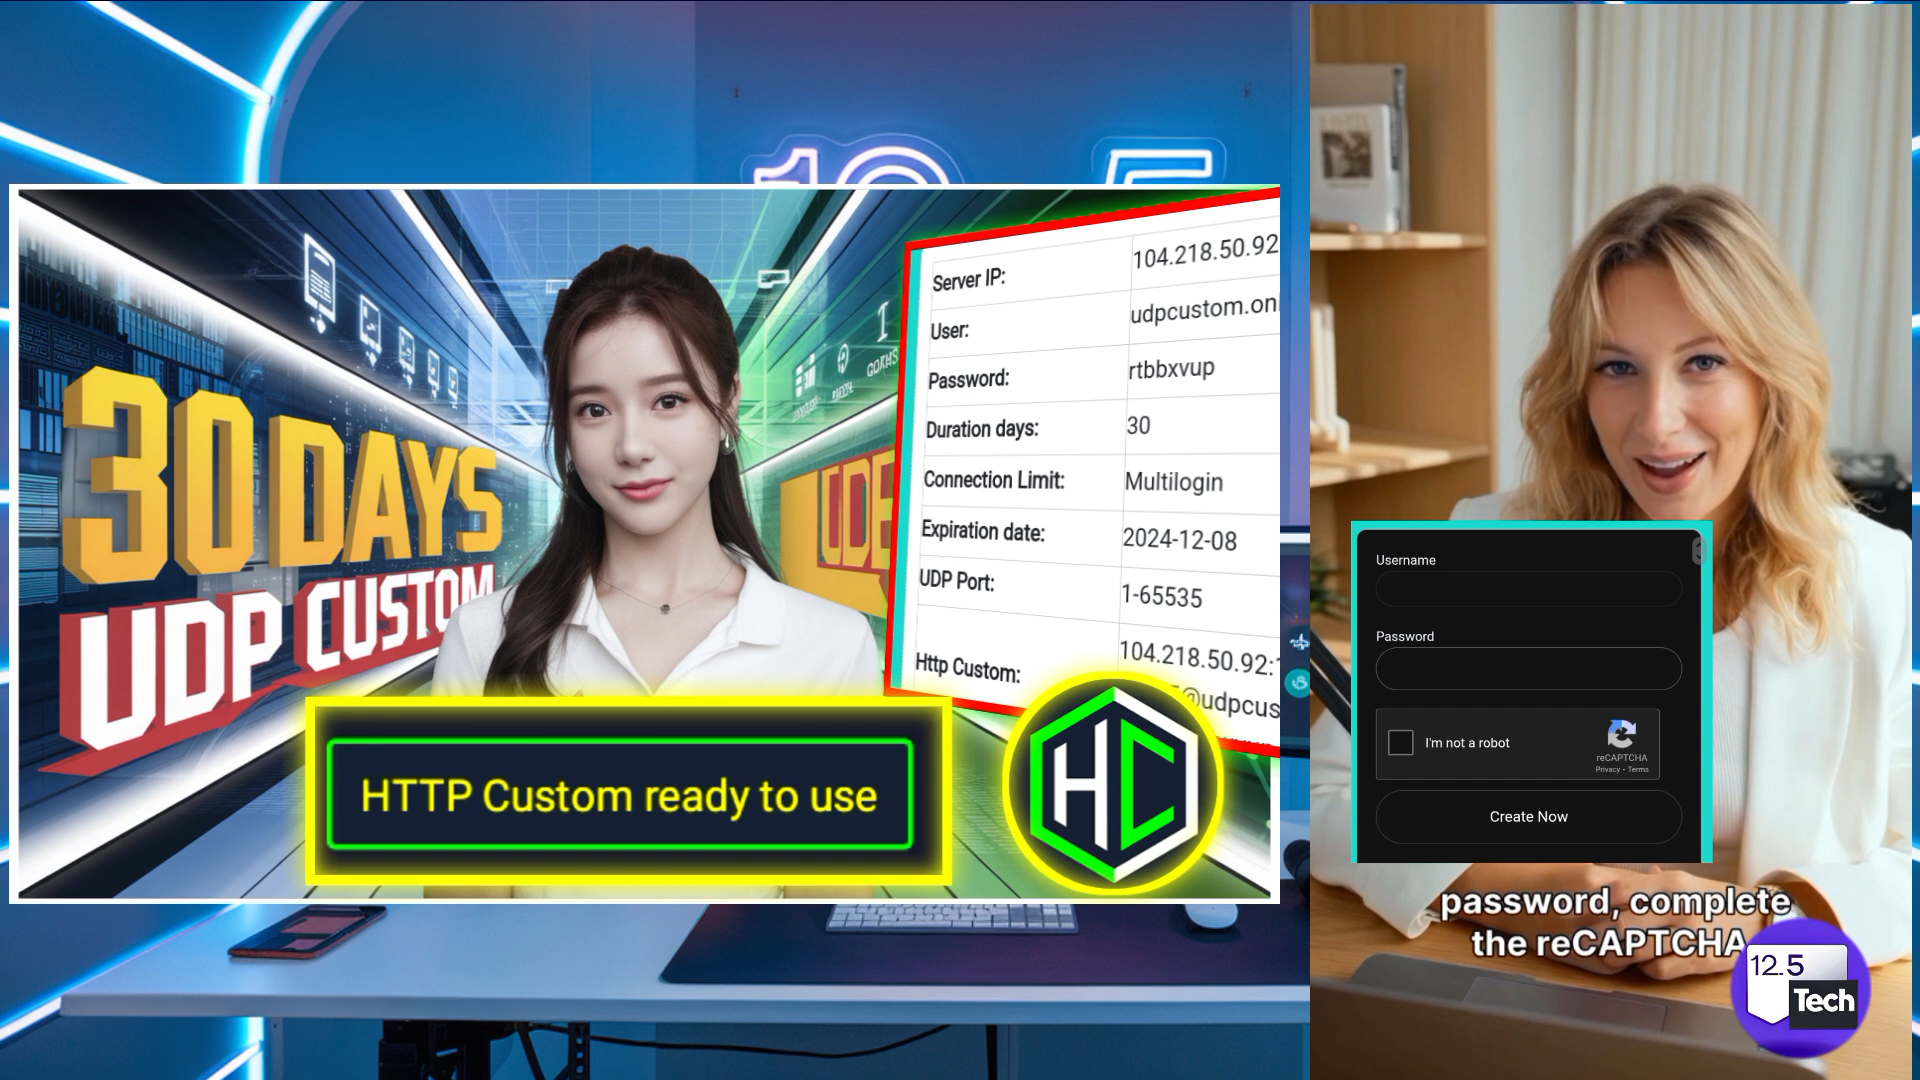 30 DAYS
UDP CUSTOM
UDE
Server IP: 104.218.50.92
User: udpcustom.on
Password: rtbbxvup
Duration days: 30
Connection Limit: Multilogin
Expiration date: 2024-12-08
UDP Port: 1-65535
Http Custom: 104.218.50.92:
@udpcus
HTTP Custom ready to use
HC
Username
Password
I'm not a robot
reCAPTCHA
Privacy - Terms
Create Now
password, complete
the reCAPTCHA
12.5
Tech